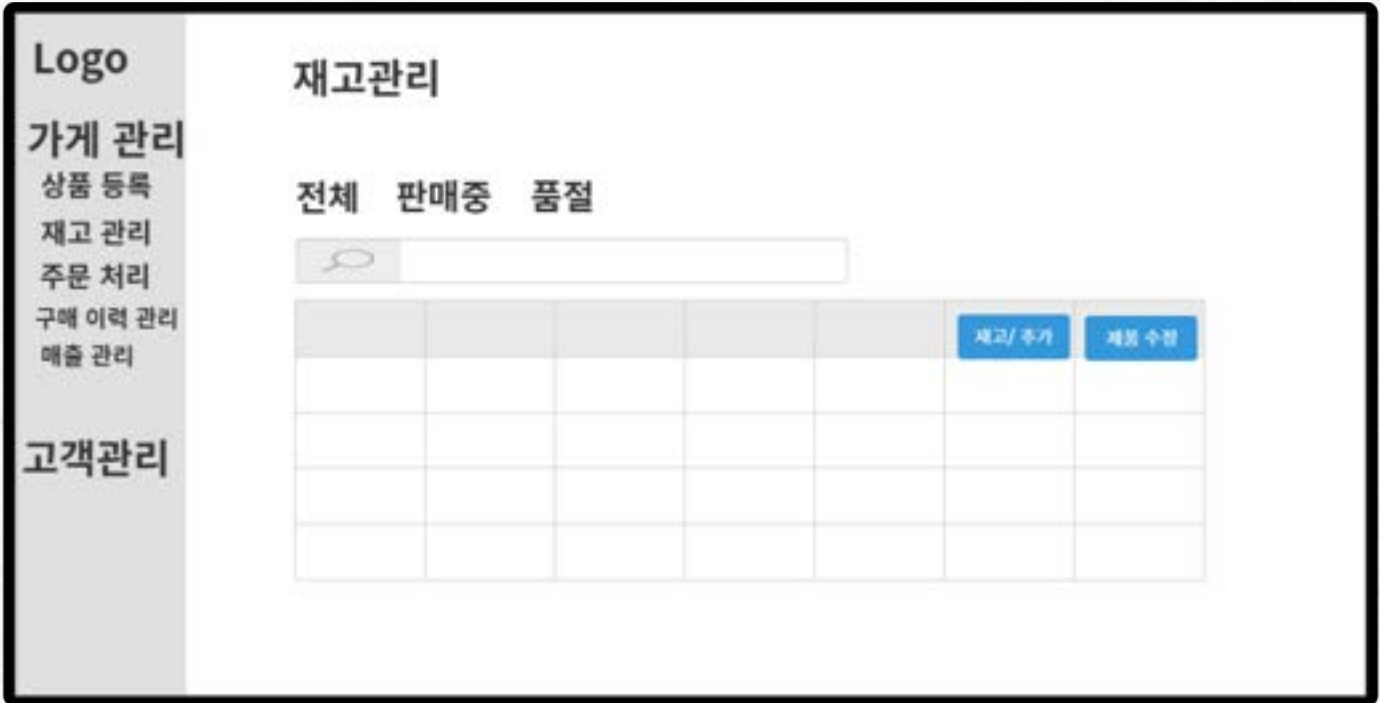 Logo
가게 관리
상품 등록
재고 관리
주문 처리
구매 이력 관리
매출 관리
고객관리
재고관리
전체 판매중 품절
재고/ 추가 제품 수정